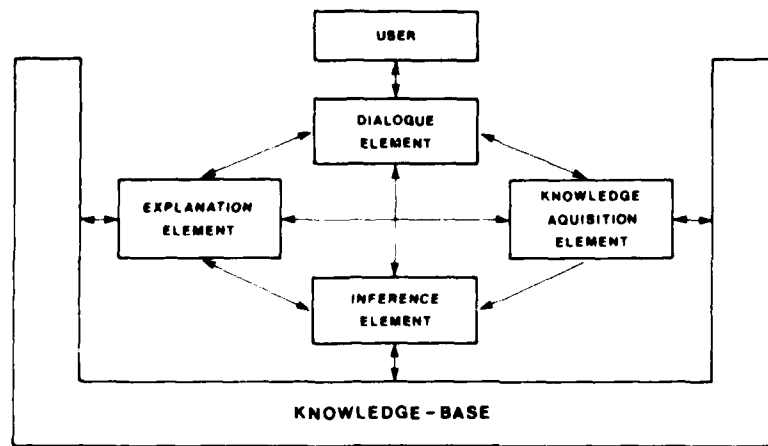 USER
DIALOGUE
ELEMENT
EXPLANATION
ELEMENT
KNOWLEDGE
AQUISITION
ELEMENT
INFERENCE
ELEMENT
KNOWLEDGE-BASE